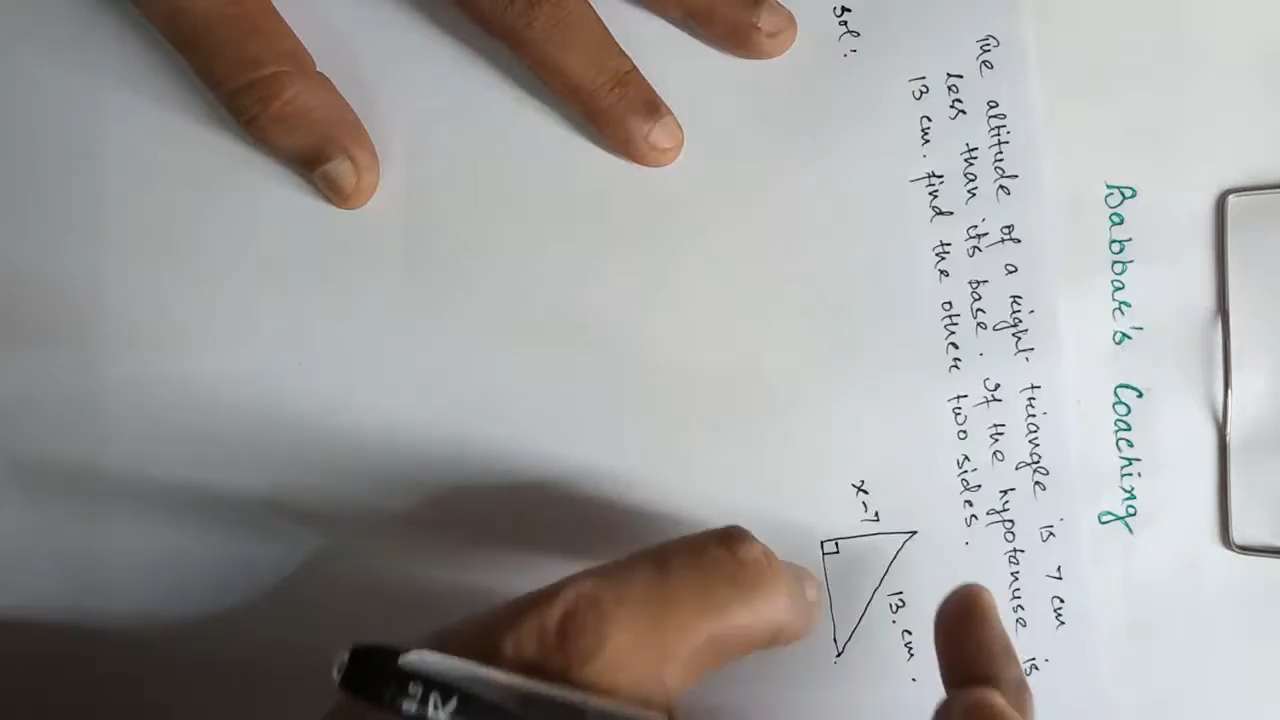 Babbar's Coaching
The altitude of a right triangle is 7 cm
less than its base. If the hypotenuse is
13 cm. find the other two sides.
Sol:
x-7
13 cm.